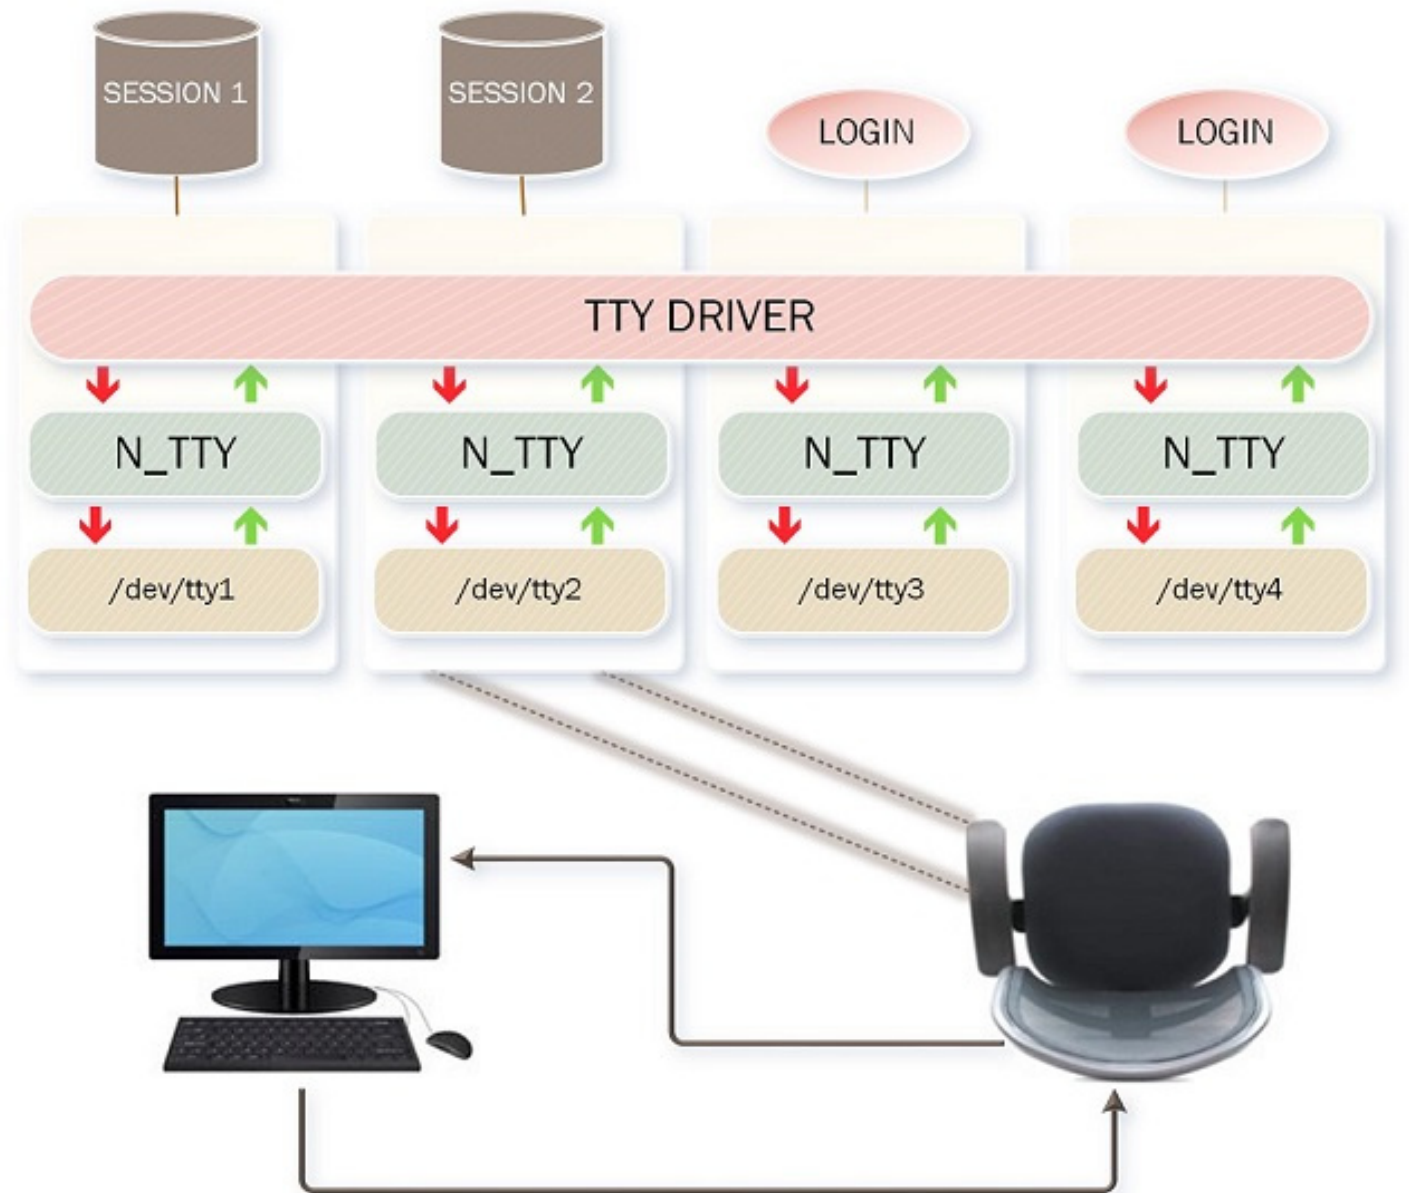 SESSION 1
SESSION 2
LOGIN
LOGIN
TTY DRIVER
N_TTY
N_TTY
N_TTY
N_TTY
/dev/tty1
/dev/tty2
/dev/tty3
/dev/tty4